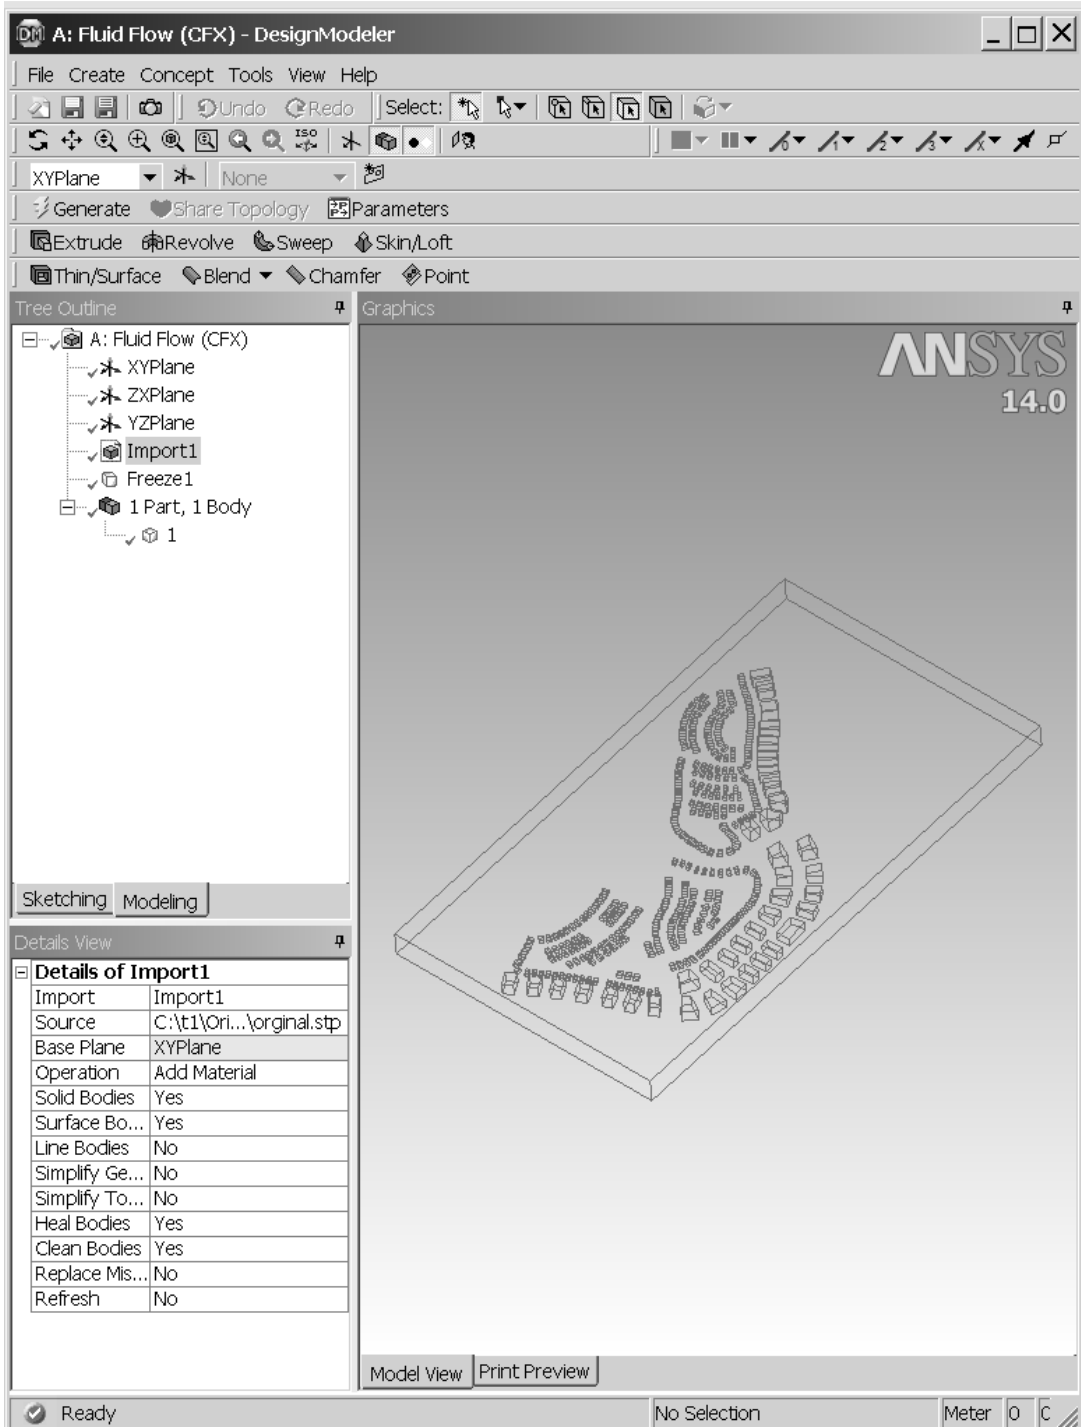 DM A: Fluid Flow (CFX) - DesignModeler
File Create Concept Tools View Help
Undo Redo Select:
ISO
XYPlane None
Generate Share Topology Parameters
Extrude Revolve Sweep Skin/Loft
Thin/Surface Blend Chamfer Point
Tree Outline
A: Fluid Flow (CFX)
XYPlane
ZXPlane
YZPlane
Import1
Freeze1
1 Part, 1 Body
1
Sketching Modeling
Details View
Details of Import1
Import Import1
Source C:\t1\Ori...\orginal.stp
Base Plane XYPlane
Operation Add Material
Solid Bodies Yes
Surface Bo... Yes
Line Bodies No
Simplify Ge... No
Simplify To... No
Heal Bodies Yes
Clean Bodies Yes
Replace Mis... No
Refresh No
Graphics
ANSYS
14.0
Model View Print Preview
Ready No Selection Meter 0